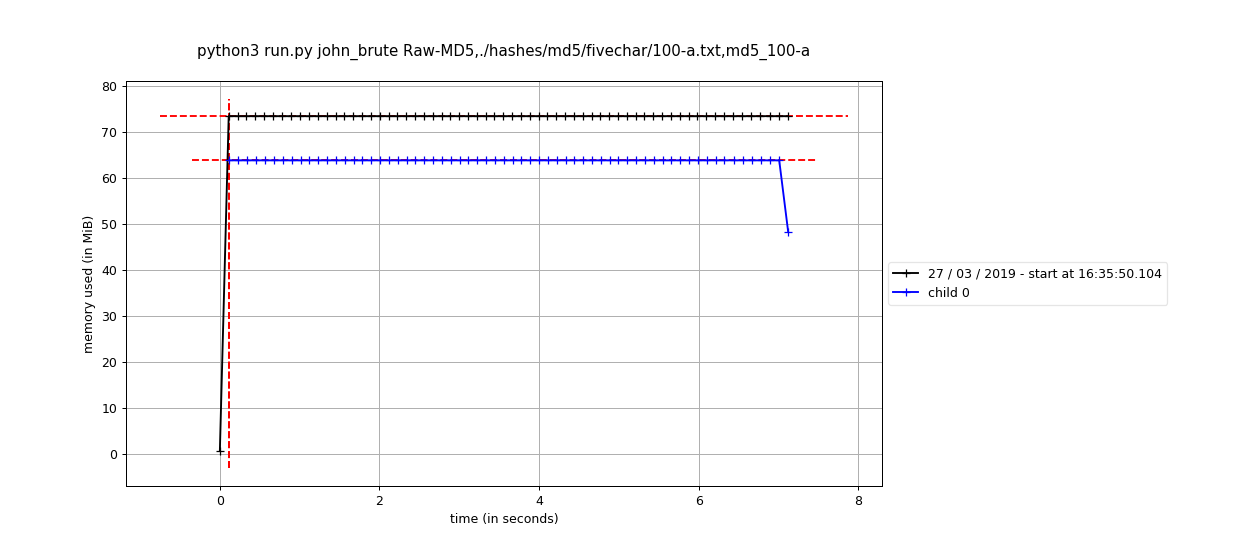 python3 run.py john_brute Raw-MD5,./hashes/md5/fivechar/100-a.txt,md5_100-a
80
70
60
50
40
30
20
10
0
memory used (in MiB)
0 2 4 6 8
time (in seconds)
27 / 03 / 2019 - start at 16:35:50.104
child 0